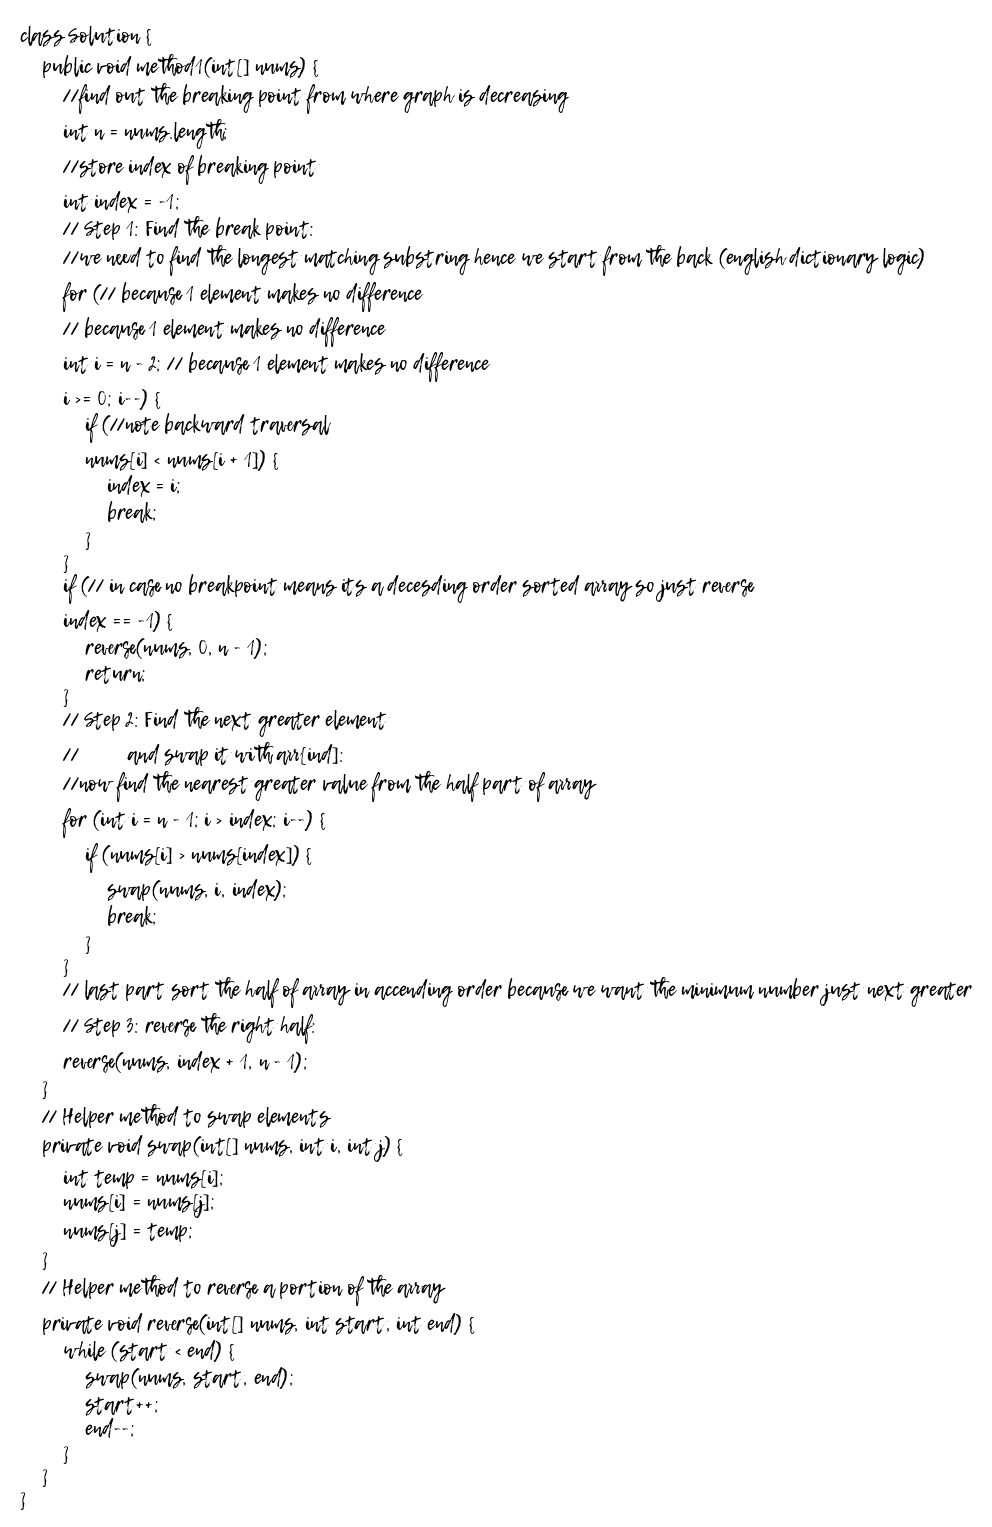 class Solution {
    public void method1(int[] nums) {
        //find out the breaking point from where graph is decreasing
        int n = nums.length;
        //store index of breaking point
        int index = -1;
        // Step 1: Find the break point:
        //we need to find the longest matching substring hence we start from the back (english dictionary logic)
        for (// because 1 element makes no difference
        // because 1 element makes no difference
        int i = n - 2; // because 1 element makes no difference
        i >= 0; i--) {
            if (//note backward traversal
            nums[i] < nums[i + 1]) {
                index = i;
                break;
            }
        }
        if (// in case no breakpoint means its a decesding order sorted array so just reverse
        index == -1) {
            reverse(nums, 0, n - 1);
            return;
        }
        // Step 2: Find the next greater element
        //         and swap it with arr[ind]:
        //now find the nearest greater value from the half part of array
        for (int i = n - 1; i > index; i--) {
            if (nums[i] > nums[index]) {
                swap(nums, i, index);
                break;
            }
        }
        // last part sort the half of array in accending order because we want the minimum number just next greater
        // Step 3: reverse the right half:
        reverse(nums, index + 1, n - 1);
    }
    // Helper method to swap elements
    private void swap(int[] nums, int i, int j) {
        int temp = nums[i];
        nums[i] = nums[j];
        nums[j] = temp;
    }
    // Helper method to reverse a portion of the array
    private void reverse(int[] nums, int start, int end) {
        while (start < end) {
            swap(nums, start, end);
            start++;
            end--;
        }
    }
}